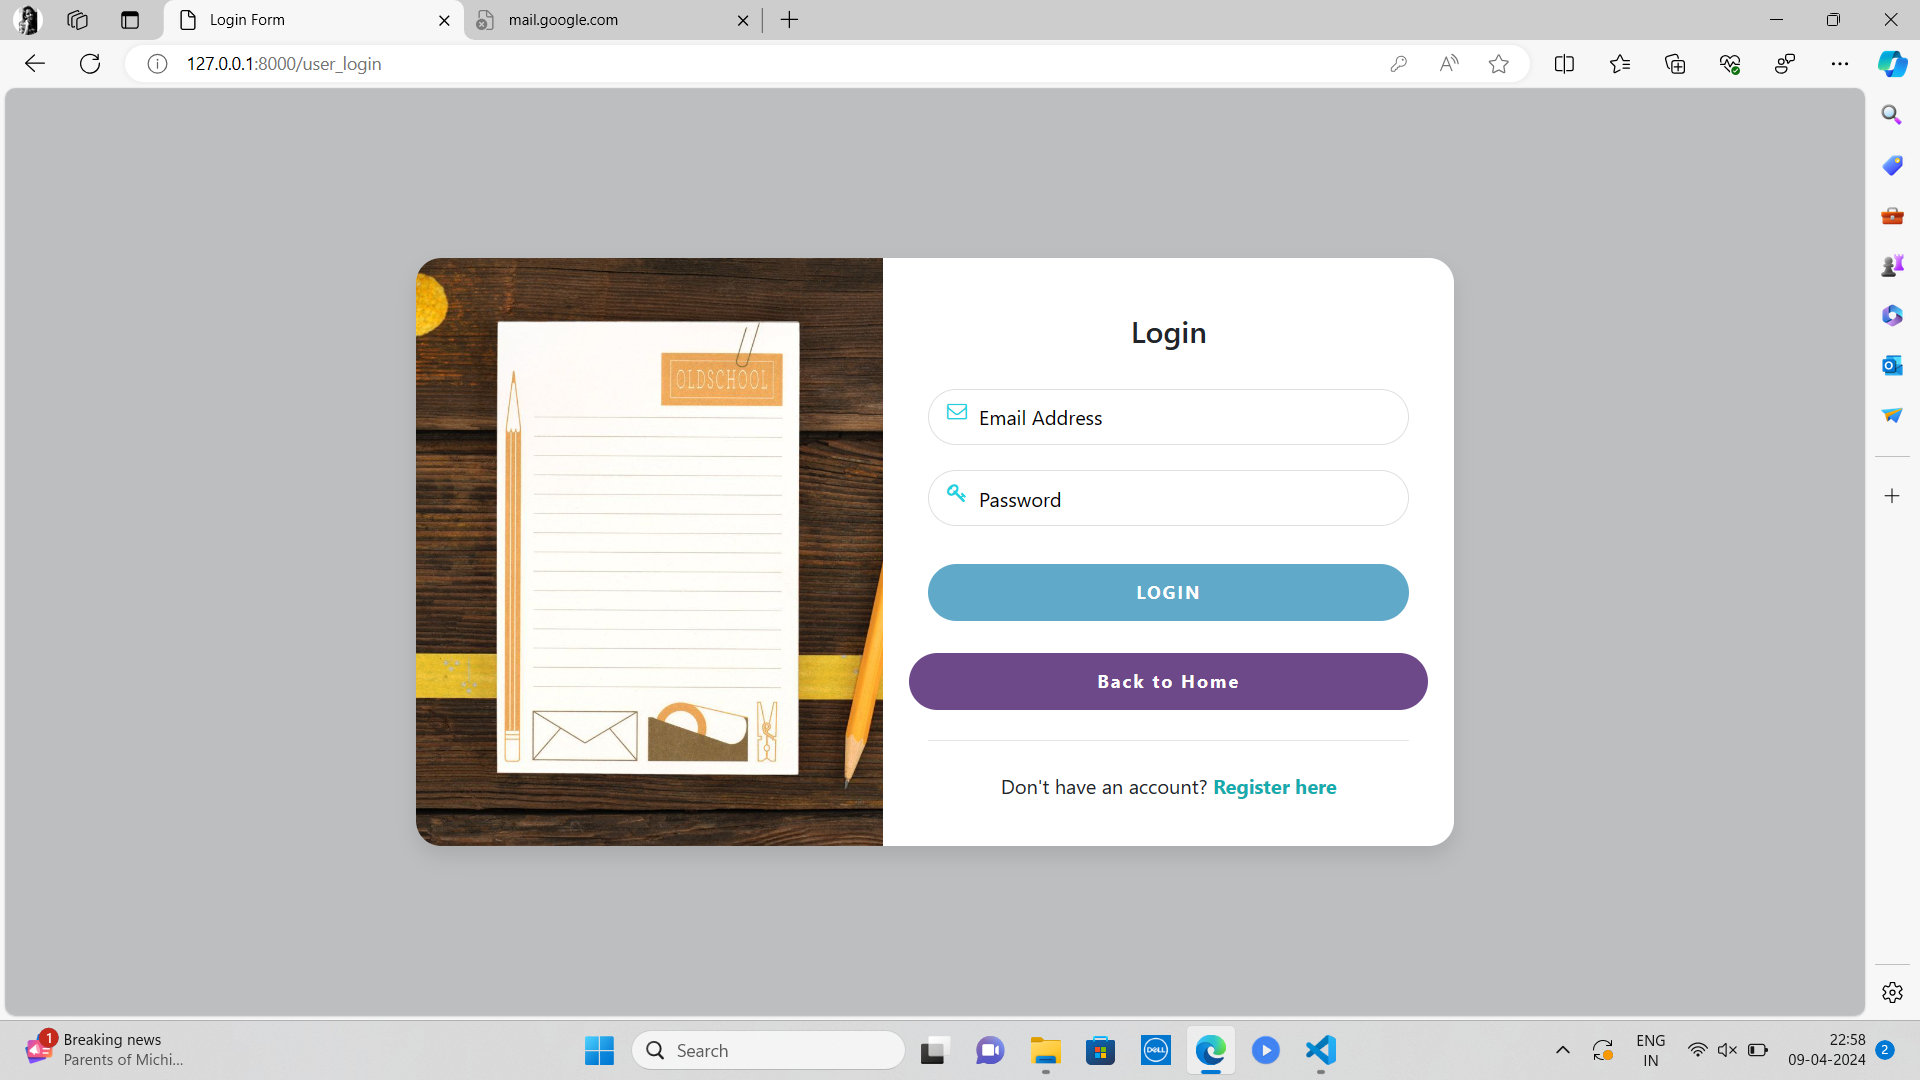 Login Form
mail.google.com
127.0.0.1:8000/user_login
OLDSCHOOL
Login
Email Address
Password
LOGIN
Back to Home
Don't have an account? Register here
1
Breaking news
Parents of Michi...
Search
DELL
ENG
IN
22:58
09-04-2024
2